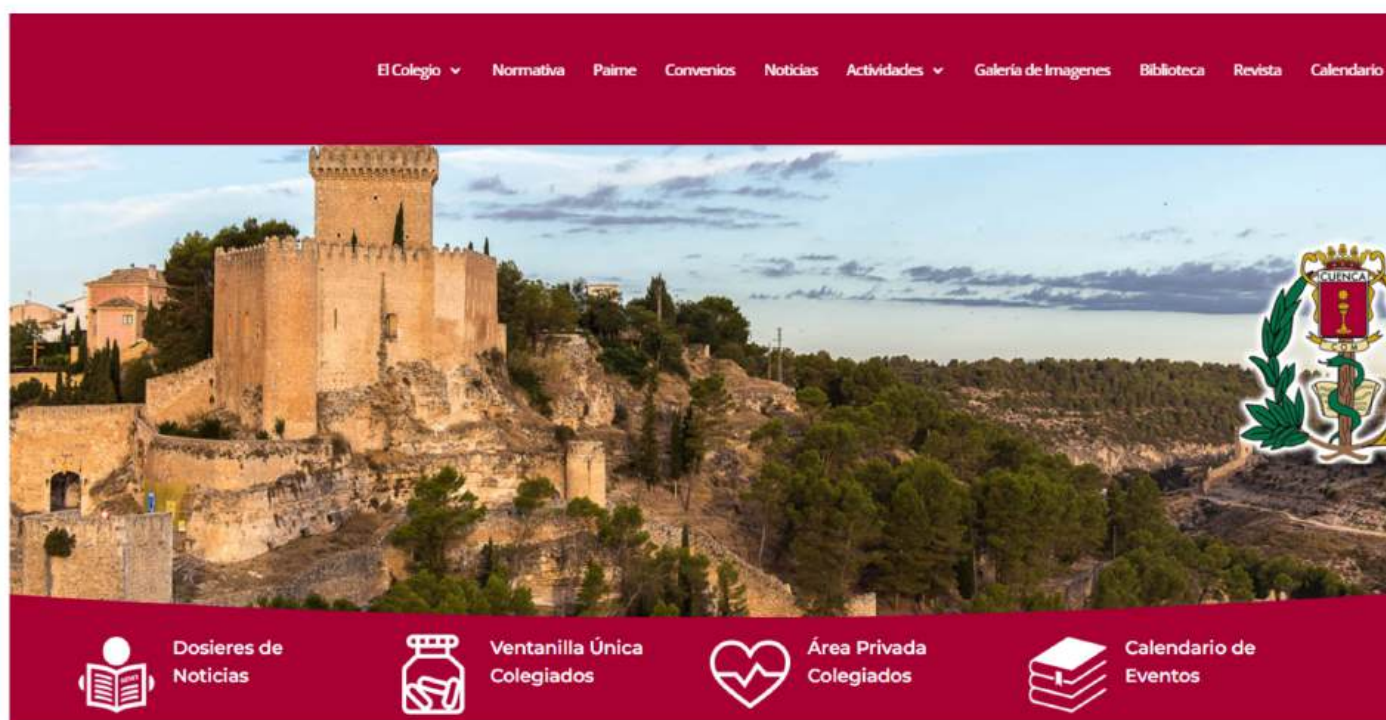 El Colegio
Normativa
Paime
Convenios
Noticias
Actividades
Galería de Imagenes
Biblioteca
Revista
Calendario
CUENCA
C O M
Dosieres de
Noticias
Ventanilla Única
Colegiados
Área Privada
Colegiados
Calendario de
Eventos